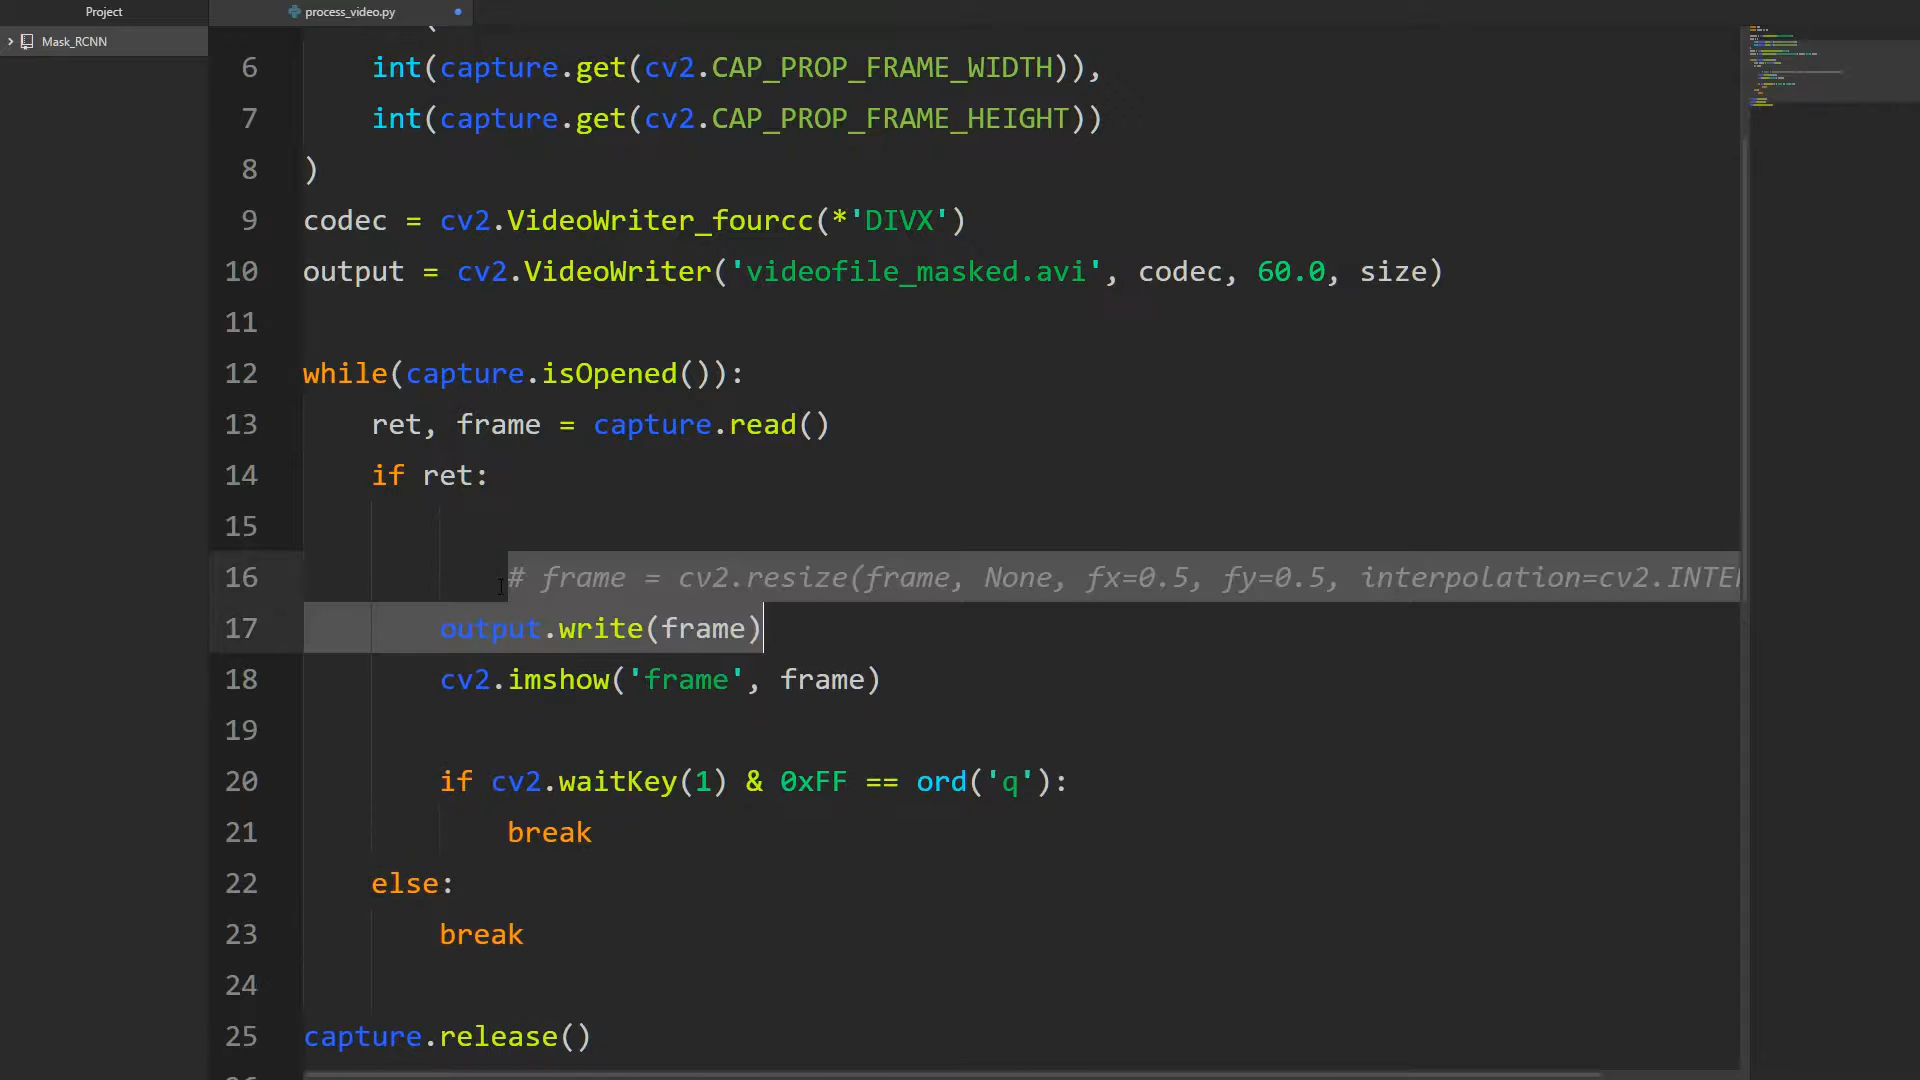 Project
process_video.py
Mask_RCNN
6 int(capture.get(cv2.CAP_PROP_FRAME_WIDTH)),
7 int(capture.get(cv2.CAP_PROP_FRAME_HEIGHT))
8 )
9 codec = cv2.VideoWriter_fourcc(*'DIVX')
10 output = cv2.VideoWriter('videofile_masked.avi', codec, 60.0, size)
11
12 while(capture.isOpened()):
13 ret, frame = capture.read()
14 if ret:
15
16 # frame = cv2.resize(frame, None, fx=0.5, fy=0.5, interpolation=cv2.INTE
17 output.write(frame)
18 cv2.imshow('frame', frame)
19
20 if cv2.waitKey(1) & 0xFF == ord('q'):
21 break
22 else:
23 break
24
25 capture.release()